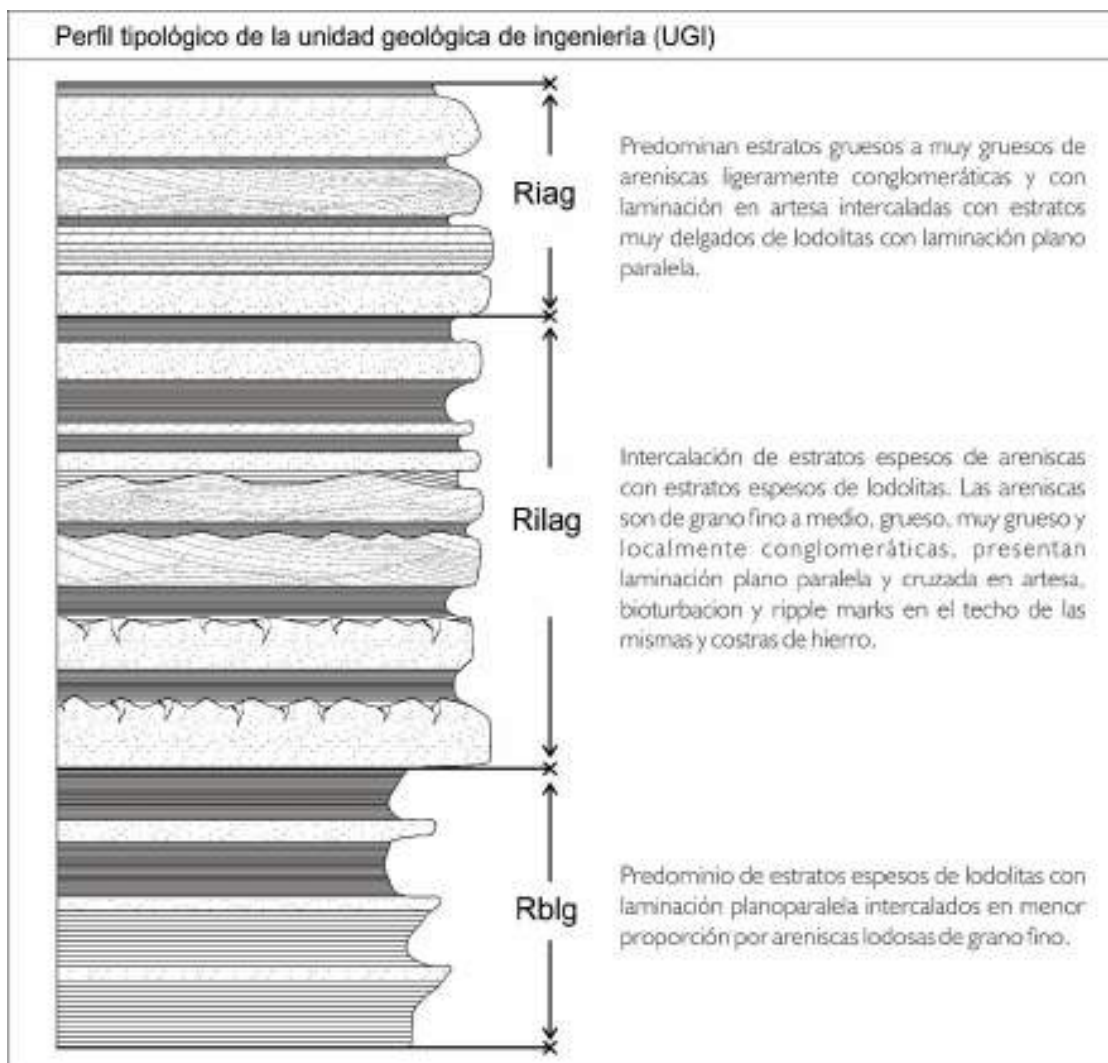 Perfil tipológico de la unidad geológica de ingeniería (UGI)
Riag
Predominan estratos gruesos a muy gruesos de
areniscas ligeramente conglomeráticas y con
laminación en artesa intercaladas con estratos
muy delgados de lodolitas con laminación plano
paralela.
Rilag
Intercalación de estratos espesos de areniscas
con estratos espesos de lodolitas. Las areniscas
son de grano fino a medio, grueso, muy grueso y
localmente conglomeráticas, presentan
laminación plano paralela y cruzada en artesa,
bioturbacion y ripple marks en el techo de las
mismas y costras de hierro.
Rblg
Predominio de estratos espesos de lodolitas con
laminación planoparalela intercalados en menor
proporción por areniscas lodosas de grano fino.